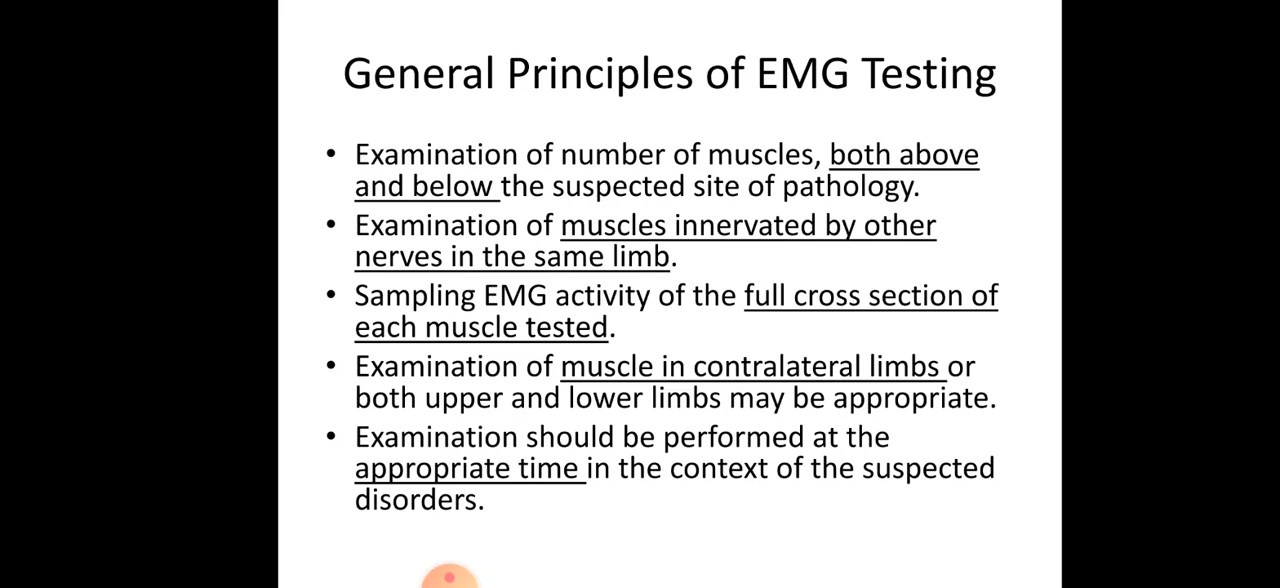 General Principles of EMG Testing
• Examination of number of muscles, both above
and below the suspected site of pathology.
• Examination of muscles innervated by other
nerves in the same limb.
• Sampling EMG activity of the full cross section of
each muscle tested.
• Examination of muscle in contralateral limbs or
both upper and lower limbs may be appropriate.
• Examination should be performed at the
appropriate time in the context of the suspected
disorders.